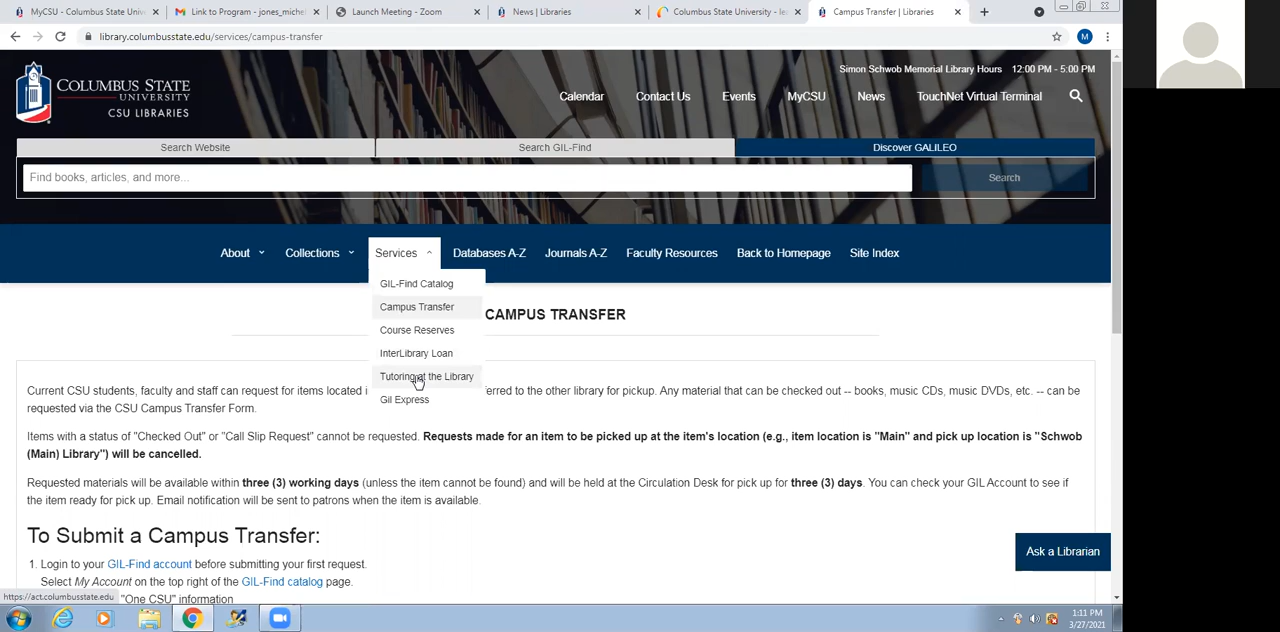 MyCSU - Columbus State Univ
Link to Program - jones_michel
Launch Meeting - Zoom
News | Libraries
Columbus State University - le
Campus Transfer | Libraries
library.columbusstate.edu/services/campus-transfer
M
Simon Schwob Memorial Library Hours 12:00 PM - 5:00 PM
COLUMBUS STATE
UNIVERSITY
CSU LIBRARIES
Calendar Contact Us Events MyCSU News TouchNet Virtual Terminal
Search Website Search GIL-Find Discover GALILEO
Find books, articles, and more... Search
About Collections Services Databases A-Z Journals A-Z Faculty Resources Back to Homepage Site Index
GIL-Find Catalog
Campus Transfer
Course Reserves
InterLibrary Loan
Tutoring at the Library
Gil Express
CAMPUS TRANSFER
Current CSU students, faculty and staff can request for items located i ferred to the other library for pickup. Any material that can be checked out -- books, music CDs, music DVDs, etc. -- can be
requested via the CSU Campus Transfer Form.
Items with a status of "Checked Out" or "Call Slip Request" cannot be requested. Requests made for an item to be picked up at the item's location (e.g., item location is "Main" and pick up location is "Schwob
(Main) Library") will be cancelled.
Requested materials will be available within three (3) working days (unless the item cannot be found) and will be held at the Circulation Desk for pick up for three (3) days. You can check your GIL Account to see if
the item ready for pick up. Email notification will be sent to patrons when the item is available.
To Submit a Campus Transfer:
1. Login to your GIL-Find account before submitting your first request.
Select My Account on the top right of the GIL-Find catalog page.
"One CSU" information
Ask a Librarian
https://act.columbusstate.edu
1:11 PM
3/27/2021